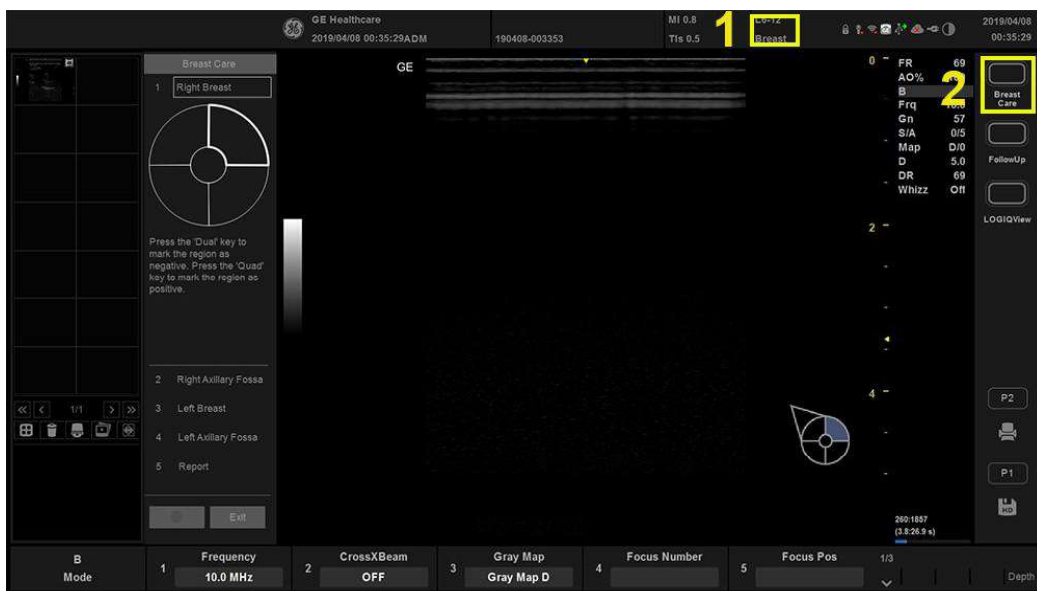 GE Healthcare
2019/04/08 00:35:29ADM
190408-003353
MI 0.8
TIs 0.5
1
L6-12
Breast
2019/04/08
00:35:29
Breast Care
1 Right Breast
Press the 'Dual' key to
mark the region as
negative. Press the 'Quad'
key to mark the region as
positive.
2 Right Axillary Fossa
3 Left Breast
4 Left Axillary Fossa
5 Report
Exit
1/1
GE
0
2
4
FR 69
AO%
B
Frq
Gn 57
S/A 0/5
Map D/0
D 5.0
DR 69
Whizz Off
2
260:1857
(3.8:26.9 s)
Breast
Care
FollowUp
LOGIQView
P2
P1
HD
B
Mode
1 Frequency
10.0 MHz
2 CrossXBeam
OFF
3 Gray Map
Gray Map D
4 Focus Number
5 Focus Pos
1/3
Depth